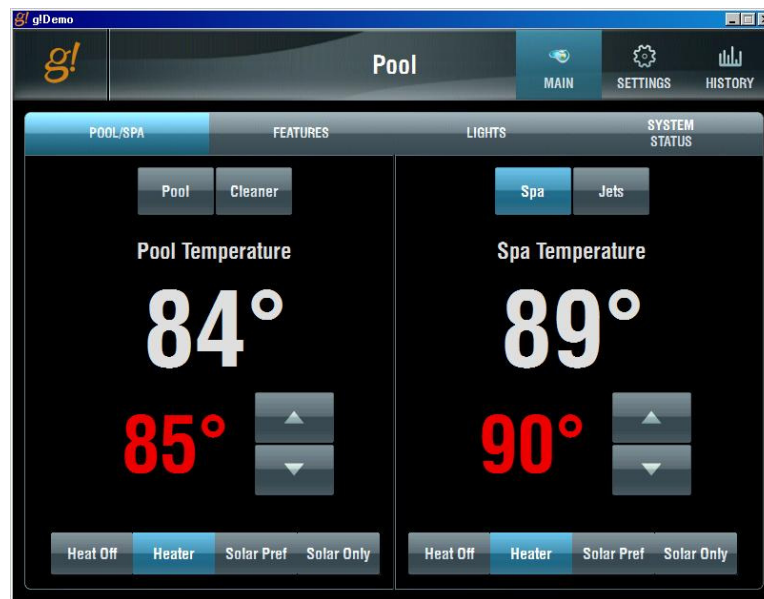 g! g!Demo
g!
Pool
MAIN
SETTINGS
HISTORY
POOL/SPA
FEATURES
LIGHTS
SYSTEM
STATUS
Pool Cleaner
Pool Temperature
84°
85°
Heat Off Heater Solar Pref Solar Only
Spa Jets
Spa Temperature
89°
90°
Heat Off Heater Solar Pref Solar Only